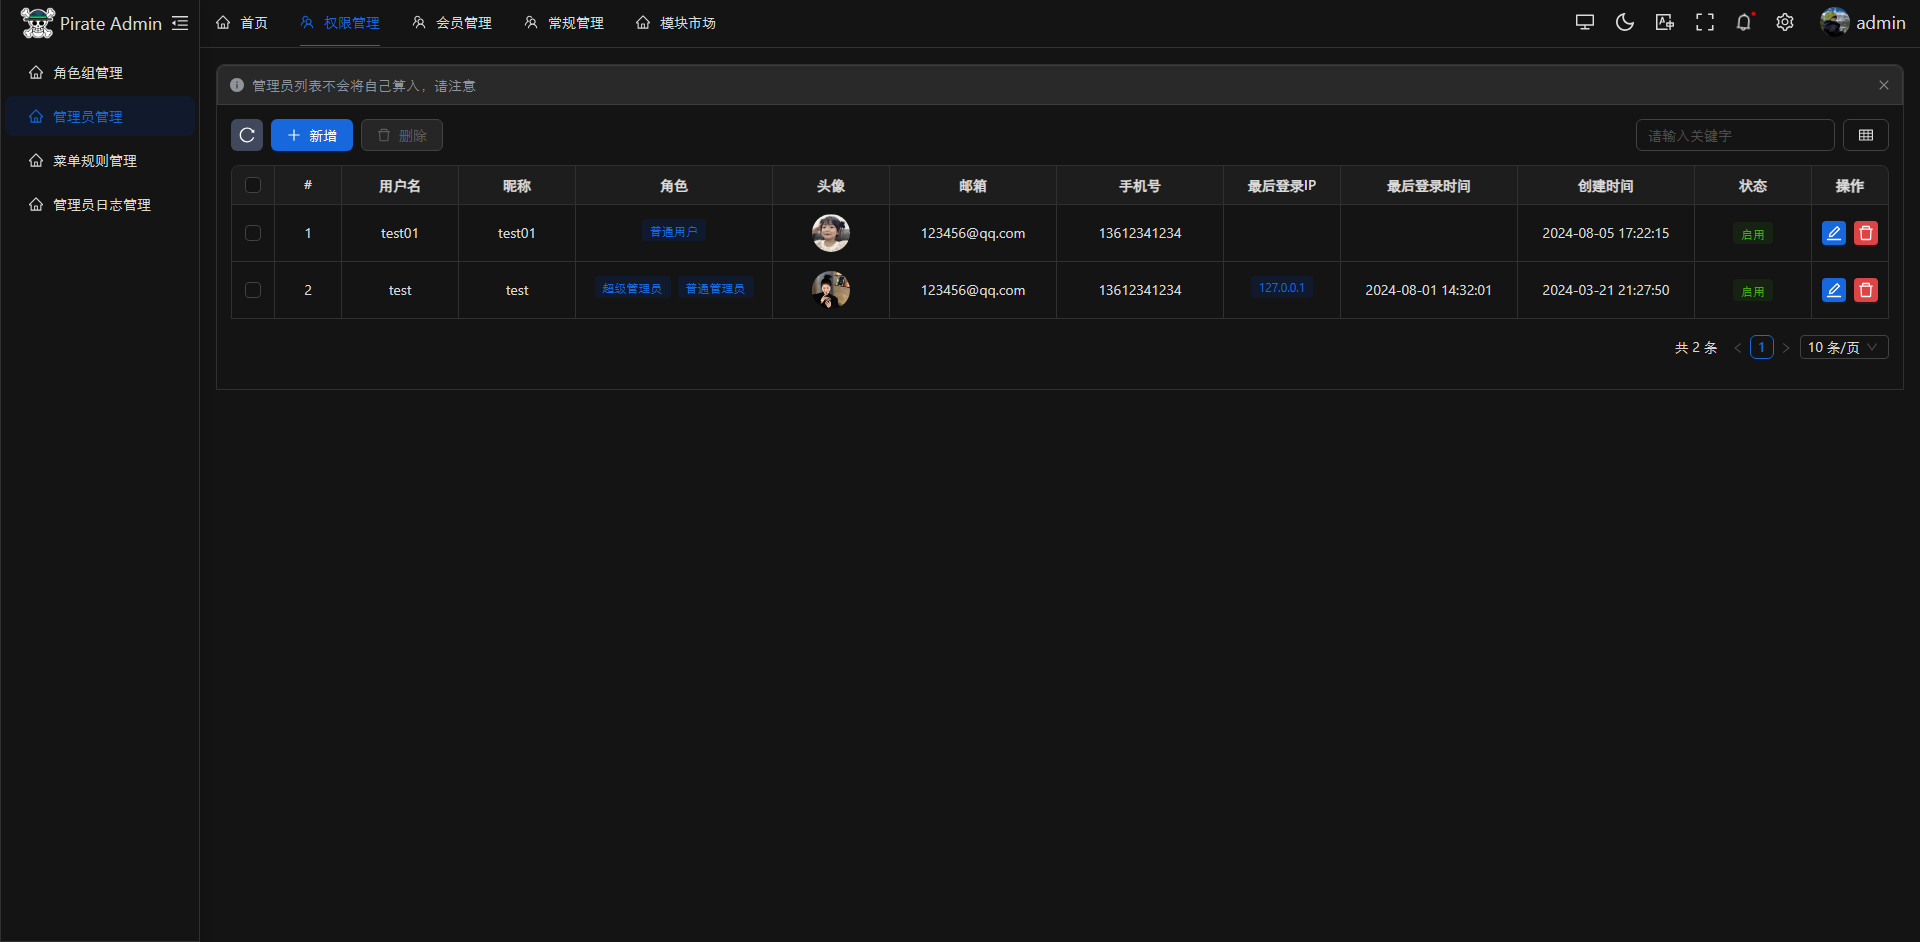 Pirate Admin
首页 权限管理 会员管理 常规管理 模块市场
admin
角色组管理
管理员管理
菜单规则管理
管理员日志管理
管理员列表不会将自己算入，请注意
新增 删除 请输入关键字
# 用户名 昵称 角色 头像 邮箱 手机号 最后登录IP 最后登录时间 创建时间 状态 操作
1 test01 test01 普通用户 123456@qq.com 13612341234 2024-08-05 17:22:15 启用
2 test test 超级管理员 普通管理员 123456@qq.com 13612341234 127.0.0.1 2024-08-01 14:32:01 2024-03-21 21:27:50 启用
共 2 条 1 10 条/页